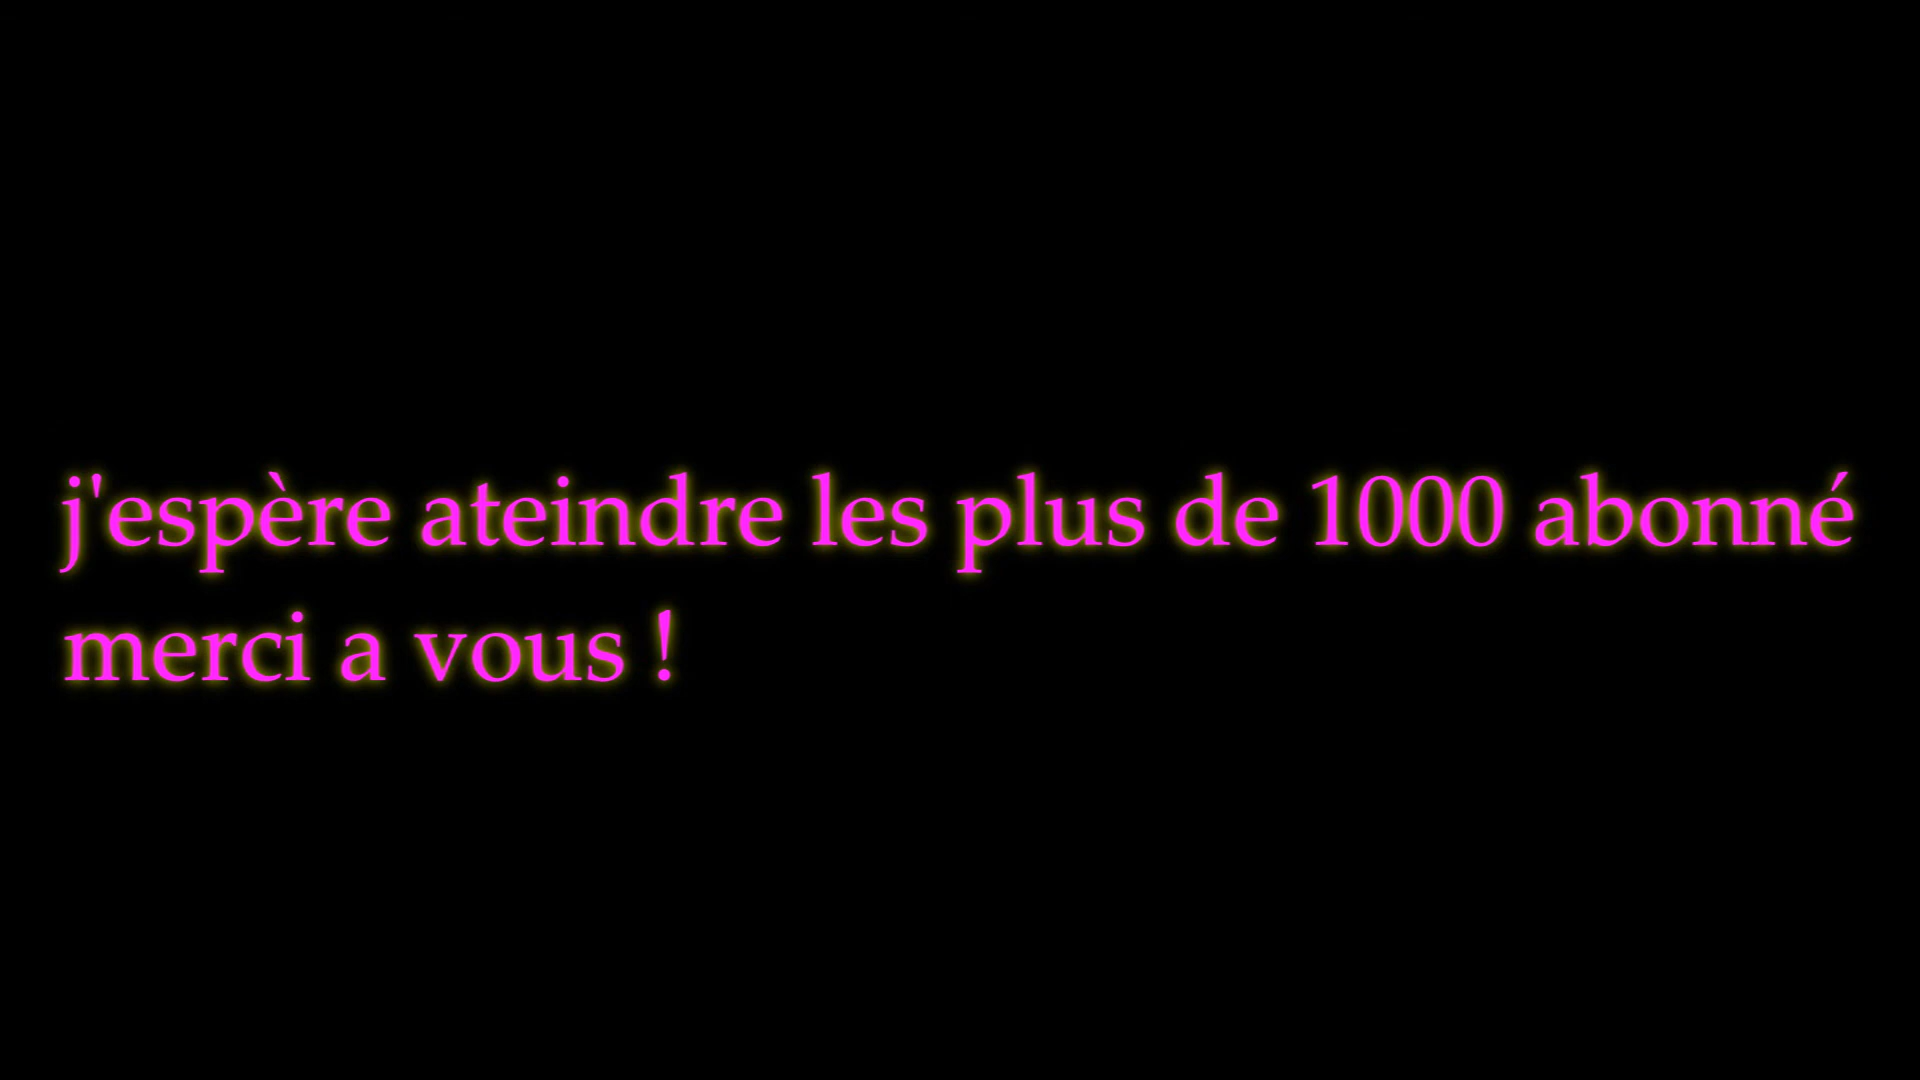 j'espère ateindre les plus de 1000 abonné
merci a vous !